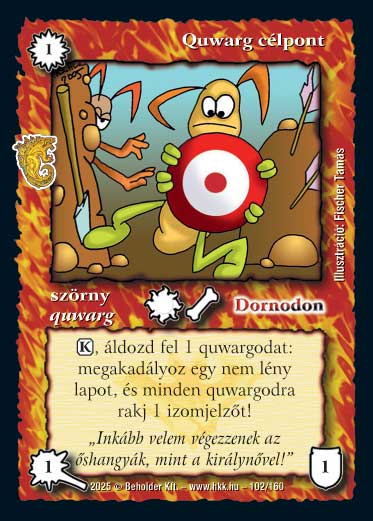 1
Quwarg célpont
2005
Illusztráció: Fischer Tamás
szörny
quwarg
Dornodon
K, áldozd fel 1 quwargodat:
megakadályoz egy nem lény
lapot, és minden quwargodra
rakj 1 izomjelzőt!
„Inkább velem végezzenek az
őshangyák, mint a királynővel!”
1
1
2025 © Beholder Kft. – www.hkk.hu – 102/160